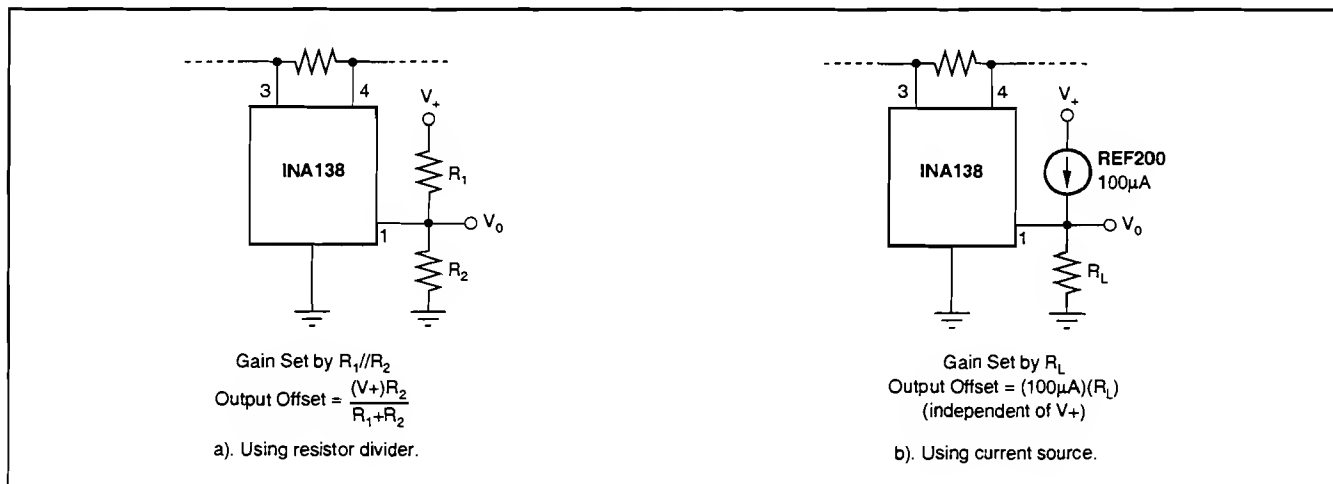 3
4
V+
INA138
R1
1
V0
R2
Gain Set by R1//R2
Output Offset = (V+)R2
R1+R2
a). Using resistor divider.
3
4
V+
INA138
REF200
100µA
1
V0
RL
Gain Set by RL
Output Offset = (100µA)(RL)
(independent of V+)
b). Using current source.